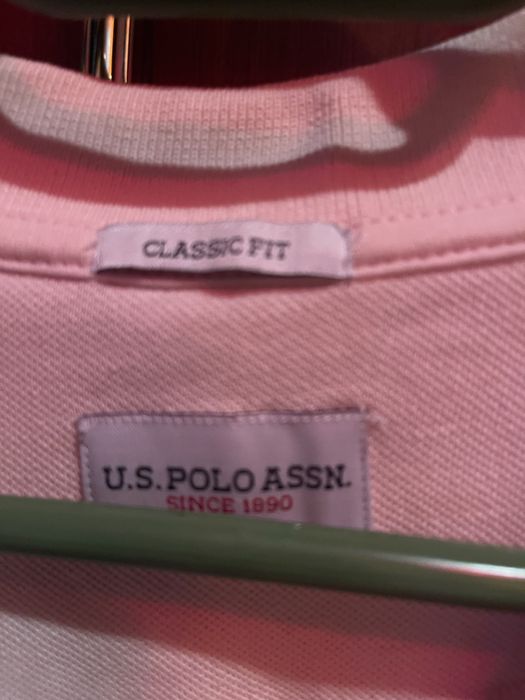 CLASSIC FIT
U.S. POLO ASSN.
SINCE 1890